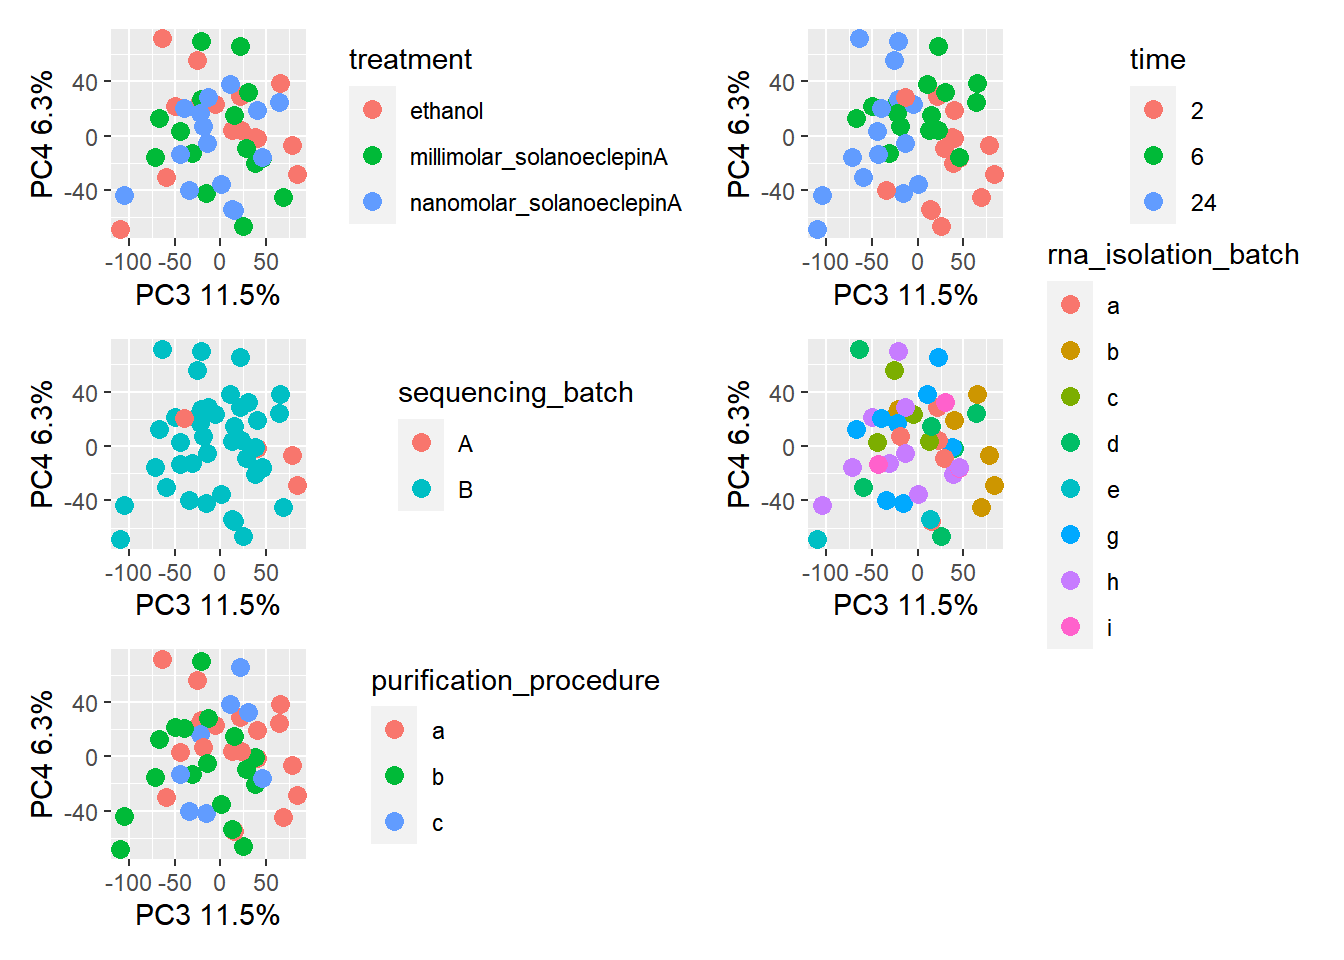 treatment
ethanol
millimolar_solanoeclepinA
nanomolar_solanoeclepinA
PC4 6.3%
40
0
-40
-100 -50 0 50
PC3 11.5%
time
2
6
24
PC4 6.3%
40
0
-40
-100 -50 0 50
PC3 11.5%
sequencing_batch
A
B
PC4 6.3%
40
0
-40
-100 -50 0 50
PC3 11.5%
rna_isolation_batch
a
b
c
d
e
g
h
i
PC4 6.3%
40
0
-40
-100 -50 0 50
PC3 11.5%
purification_procedure
a
b
c
PC4 6.3%
40
0
-40
-100 -50 0 50
PC3 11.5%